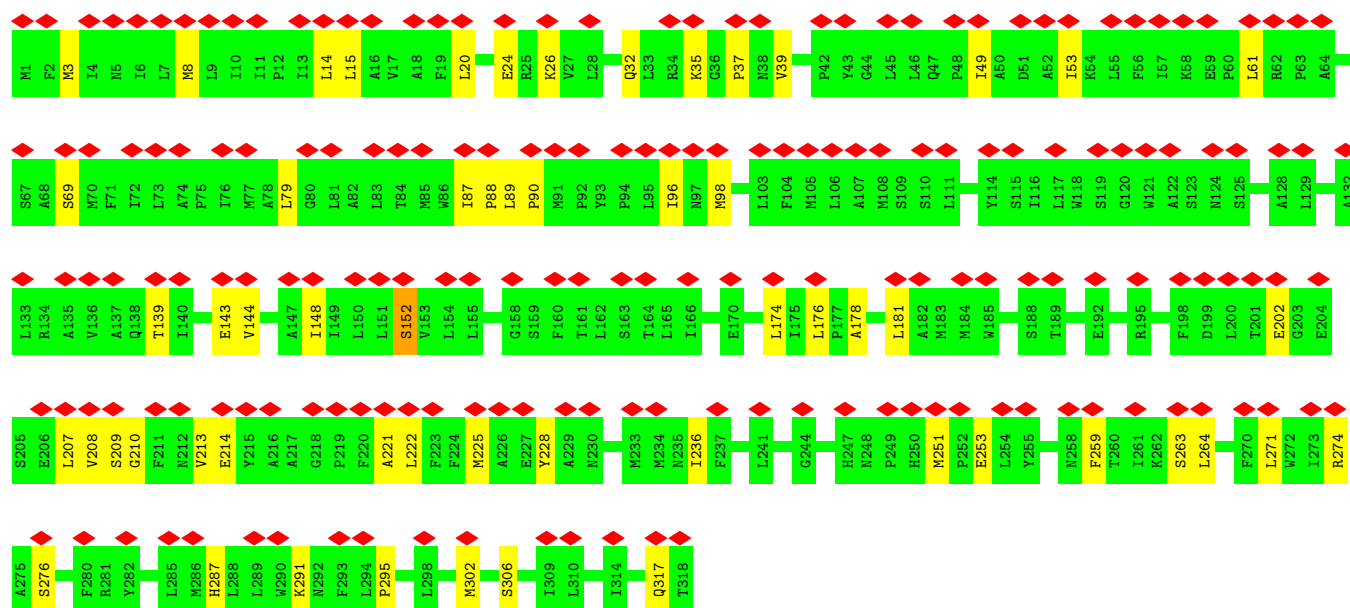 M1 F2 M3 I4 N5 I6 L7 M8 L9 I10 I11 P12 I13 L14 L15 A16 V17 A18 F19 L20 E24 R25 K26 V27 L28 Q32 L33 R34 K35 G36 P37 N38 V39 P42 Y43 G44 L45 L46 Q47 P48 I49 A50 D51 A52 I53 K54 L55 F56 I57 K58 E59 P60 L61 R62 P63 A64
S67 A68 S69 M70 F71 I72 L73 A74 P75 I76 M77 A78 L79 G80 L81 A82 L83 T84 M85 W86 I87 P88 L89 P90 M91 P92 Y93 P94 L95 I96 N97 M98 L103 F104 M105 L106 A107 M108 S109 S110 L111 Y114 S115 I116 L117 W118 S119 G120 W121 A122 S123 N124 S125 A128 L129 A132
L133 R134 A135 V136 A137 Q138 T139 I140 E143 V144 A147 I148 I149 L150 L151 S152 V153 L154 L155 G158 S159 F160 T161 L162 S163 T164 L165 I166 E170 L174 I175 L176 P177 A178 L181 A182 M183 M184 W185 S188 T189 E192 R195 F198 D199 L200 T201 E202 G203 E204
S205 E206 L207 V208 S209 G210 F211 N212 V213 E214 Y215 A216 A217 G218 P219 F220 A221 L222 F223 F224 M225 A226 E227 Y228 A229 N230 M233 M234 N235 I236 F237 L241 G244 H247 N248 P249 H250 M251 P252 E253 L254 Y255 N258 F259 T260 I261 K262 S263 L264 F270 L271 W272 I273 R274
A275 S276 F280 R281 Y282 L285 M286 H287 L288 L289 W290 K291 N292 F293 L294 P295 L298 M302 S306 I309 L310 I314 Q317 T318